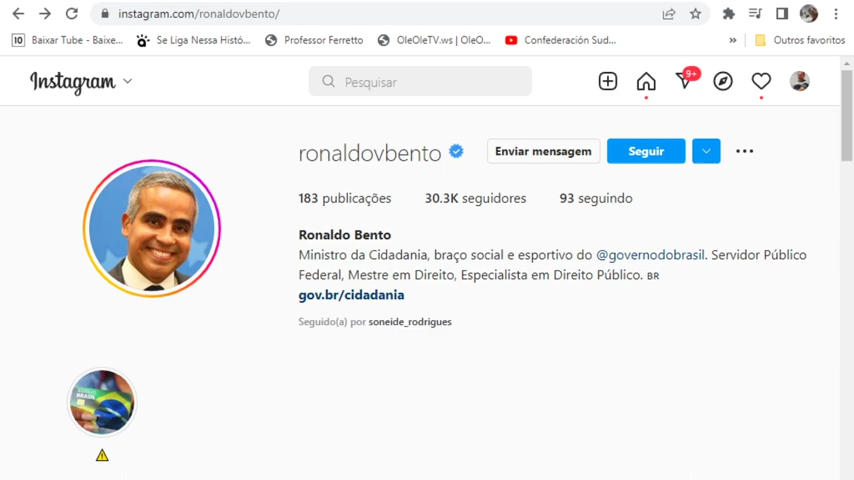 instagram.com/ronaldovbento/
10 Baixar Tube - Baixe... Se Liga Nessa Histó... Professor Ferretto OleOleTV.ws | OleO... Confederación Sud... » Outros favoritos
Instagram Pesquisar 9+
ronaldovbento Enviar mensagem Seguir
183 publicações 30.3K seguidores 93 seguindo
Ronaldo Bento
Ministro da Cidadania, braço social e esportivo do @governodobrasil. Servidor Público
Federal, Mestre em Direito, Especialista em Direito Público. BR
gov.br/cidadania
Seguido(a) por soneide_rodrigues
BRASIL